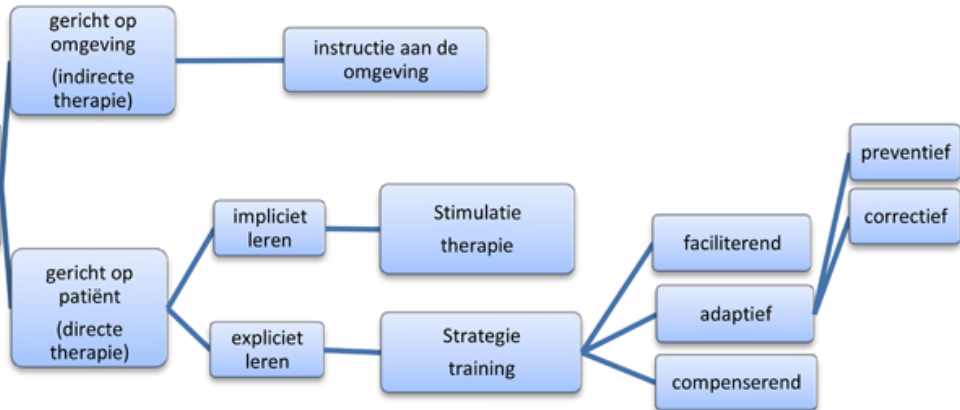 gericht op
omgeving
(indirecte
therapie)
instructie aan de
omgeving
gericht op
patiënt
(directe
therapie)
impliciet
leren
Stimulatie
therapie
expliciet
leren
Strategie
training
faciliterend
adaptief
compenserend
preventief
correctief